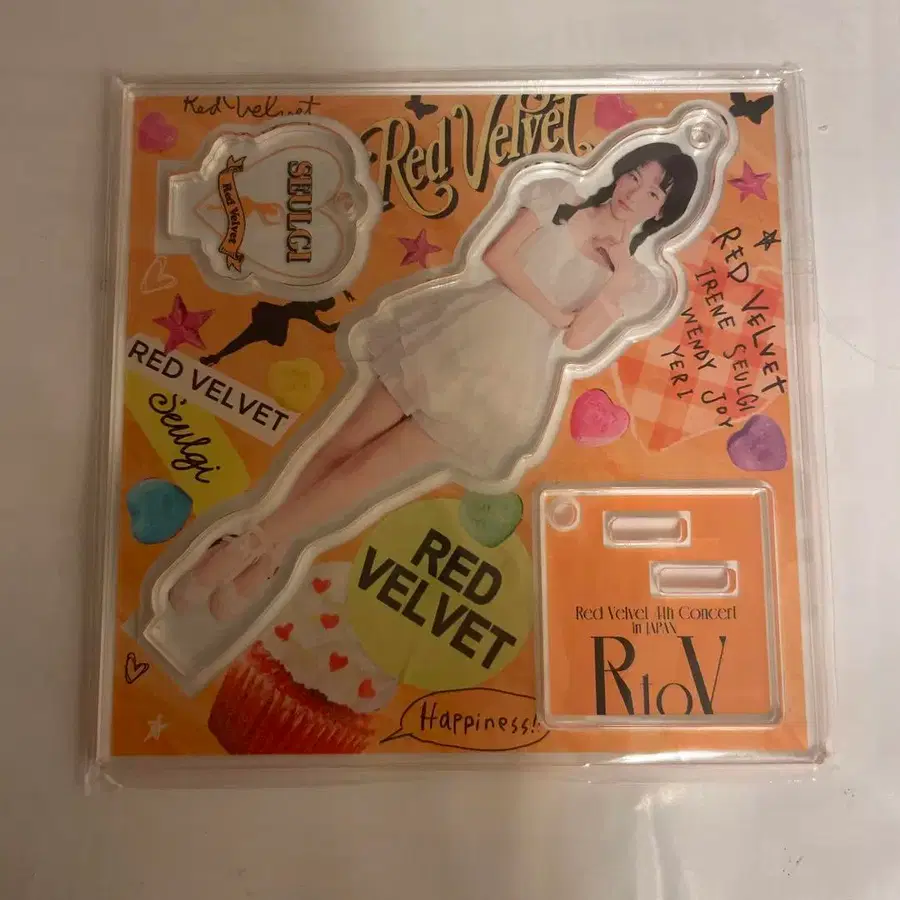 Red Velvet
Red Velvet
SEULGI
Red Velvet
RED VELVET
IRENE SEULGI
WENDY JOY
YERI
RED VELVET
Seulgi
RED
VELVET
Red Velvet 4th Concert
in JAPAN
R to V
Happiness!!